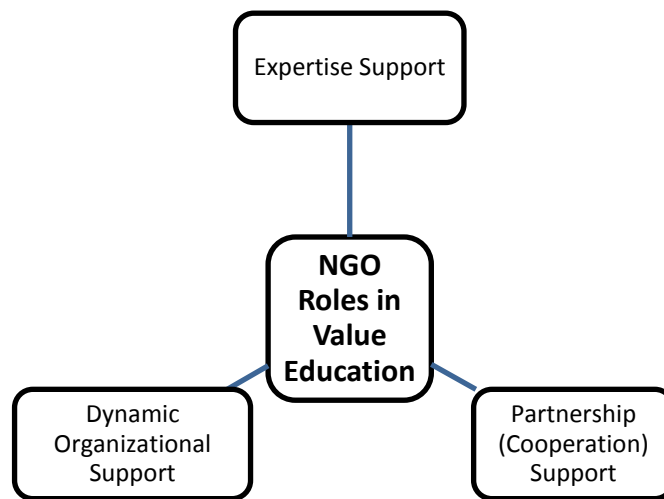 Expertise Support
NGO
Roles in
Value
Education
Dynamic
Organizational
Support
Partnership
(Cooperation)
Support